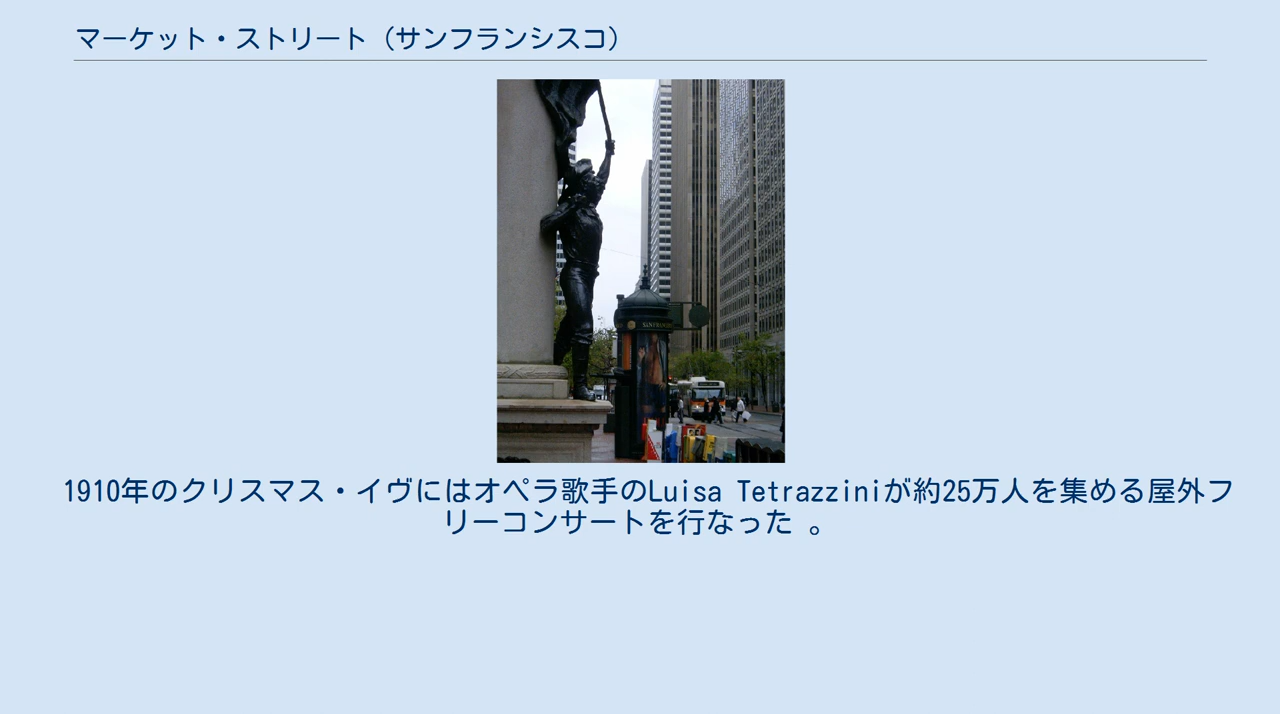 マーケット・ストリート（サンフランシスコ）
1910年のクリスマス・イヴにはオペラ歌手のLuisa Tetrazziniが約25万人を集める屋外フ
リーコンサートを行なった 。